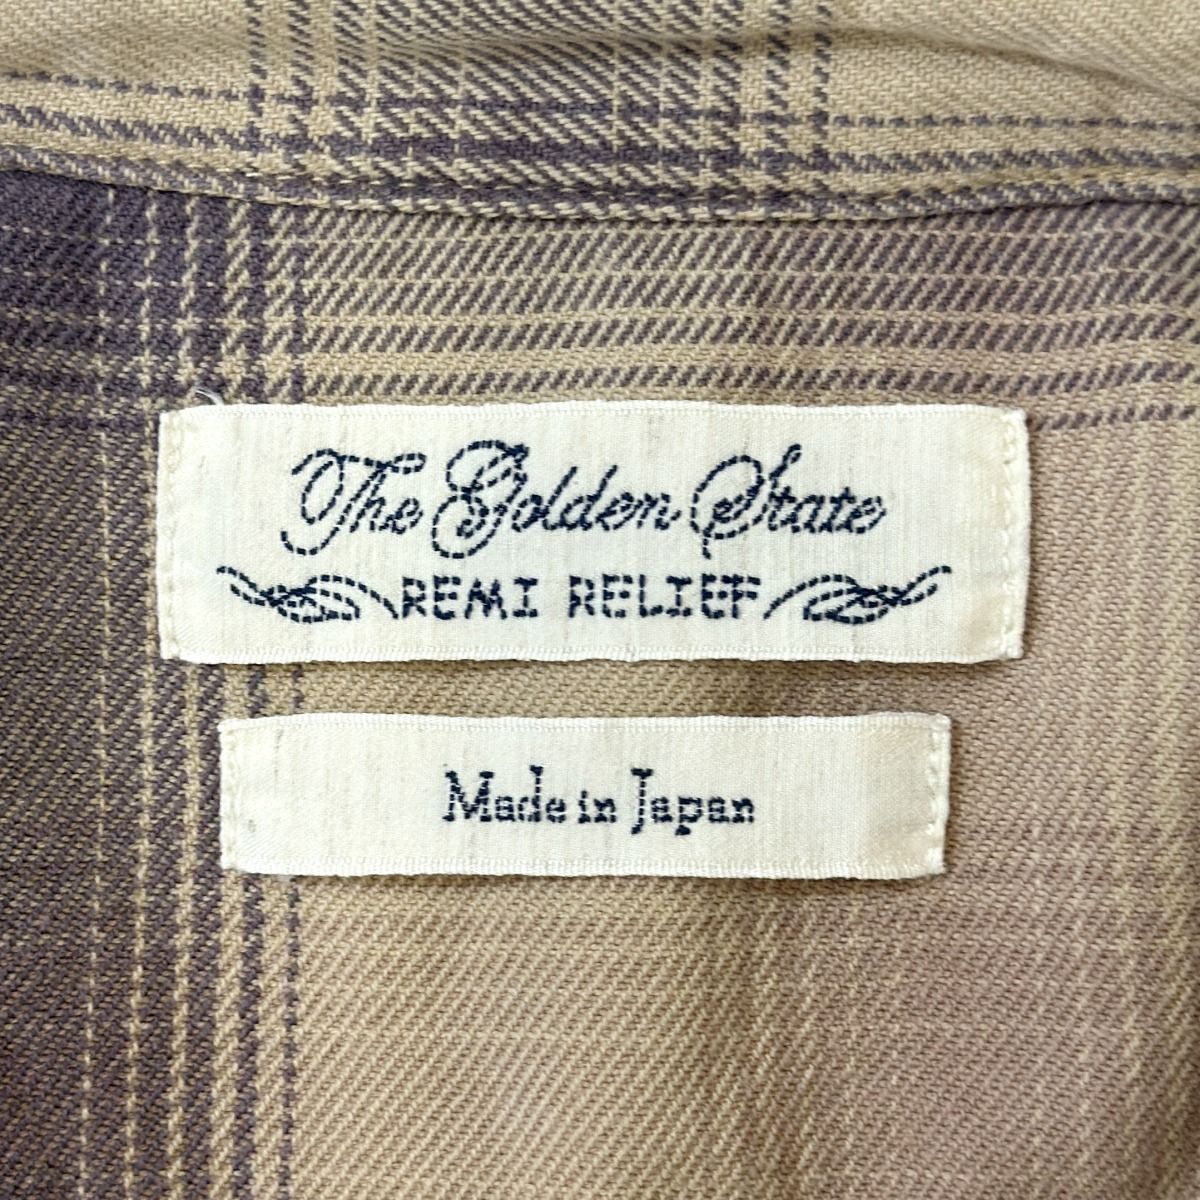 The Golden State
REMI RELIEF
Made in Japan